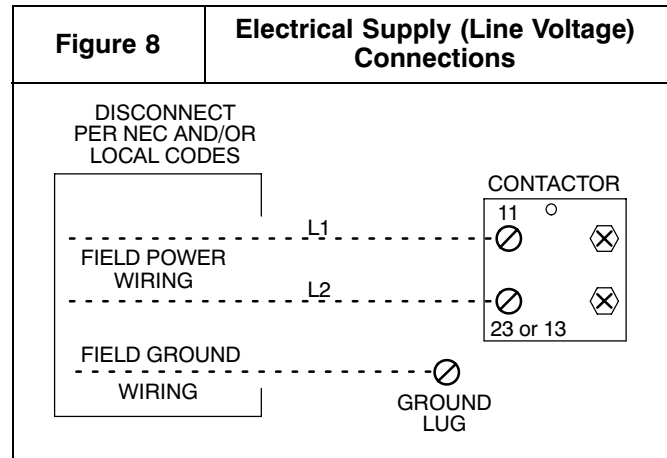 Figure 8
Electrical Supply (Line Voltage)
Connections
DISCONNECT
PER NEC AND/OR
LOCAL CODES
CONTACTOR
11
L1
FIELD POWER
WIRING
L2
23 or 13
FIELD GROUND
WIRING
GROUND
LUG